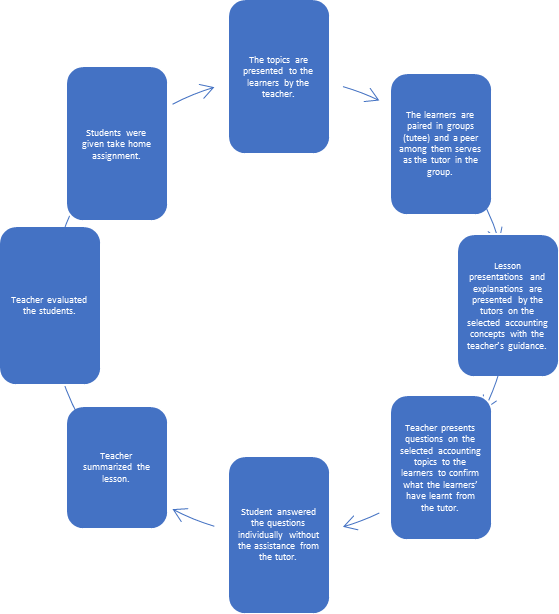 The topics are
presented to the
learners by the
teacher.
The learners are
paired in groups
(tutee) and a peer
among them serves
as the tutor in the
group.
Lesson
presentations and
explanations are
presented by the
tutors on the
selected accounting
concepts with the
teacher's guidance.
Teacher presents
questions on the
selected accounting
topics to the
learners to confirm
what the learners'
have learnt from
the tutor.
Student answered
the questions
individually without
the assistance from
the tutor.
Teacher
summarized the
lesson.
Teacher evaluated
the students.
Students were
given take home
assignment.